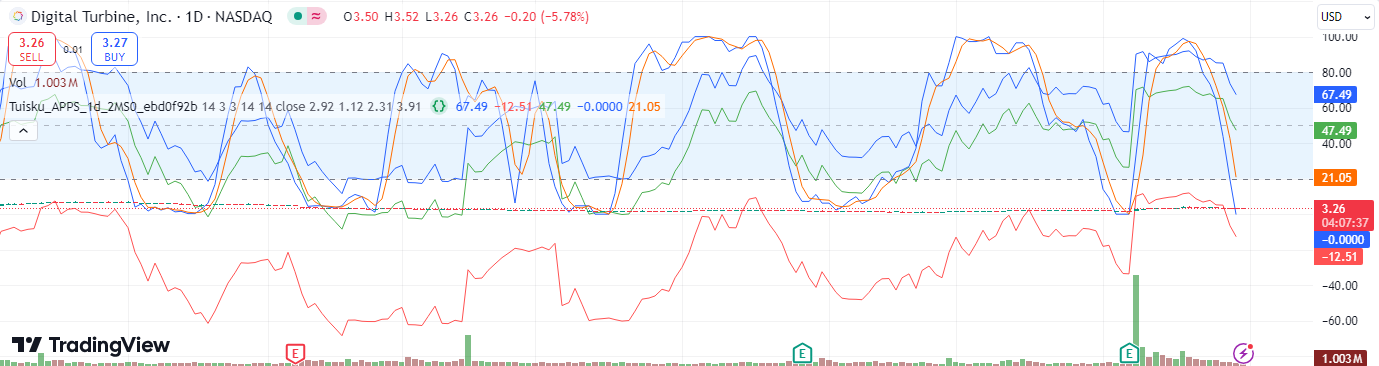 Digital Turbine, Inc. · 1D · NASDAQ O3.50 H3.52 L3.26 C3.26 −0.20 (−5.78%)
USD
3.26 SELL
0.01
3.27 BUY
Vol 1.003 M
Tuisku_APPS_1d_2MS0_ebd0f92b 14 3 3 14 14 close 2.92 1.12 2.31 3.91 67.49 −12.51 47.49 −0.0000 21.05
100.00
80.00
67.49
60.00
47.49
40.00
21.05
3.26
04:07:37
−0.0000
−12.51
−40.00
−60.00
1.003 M
TradingView
E
E
E